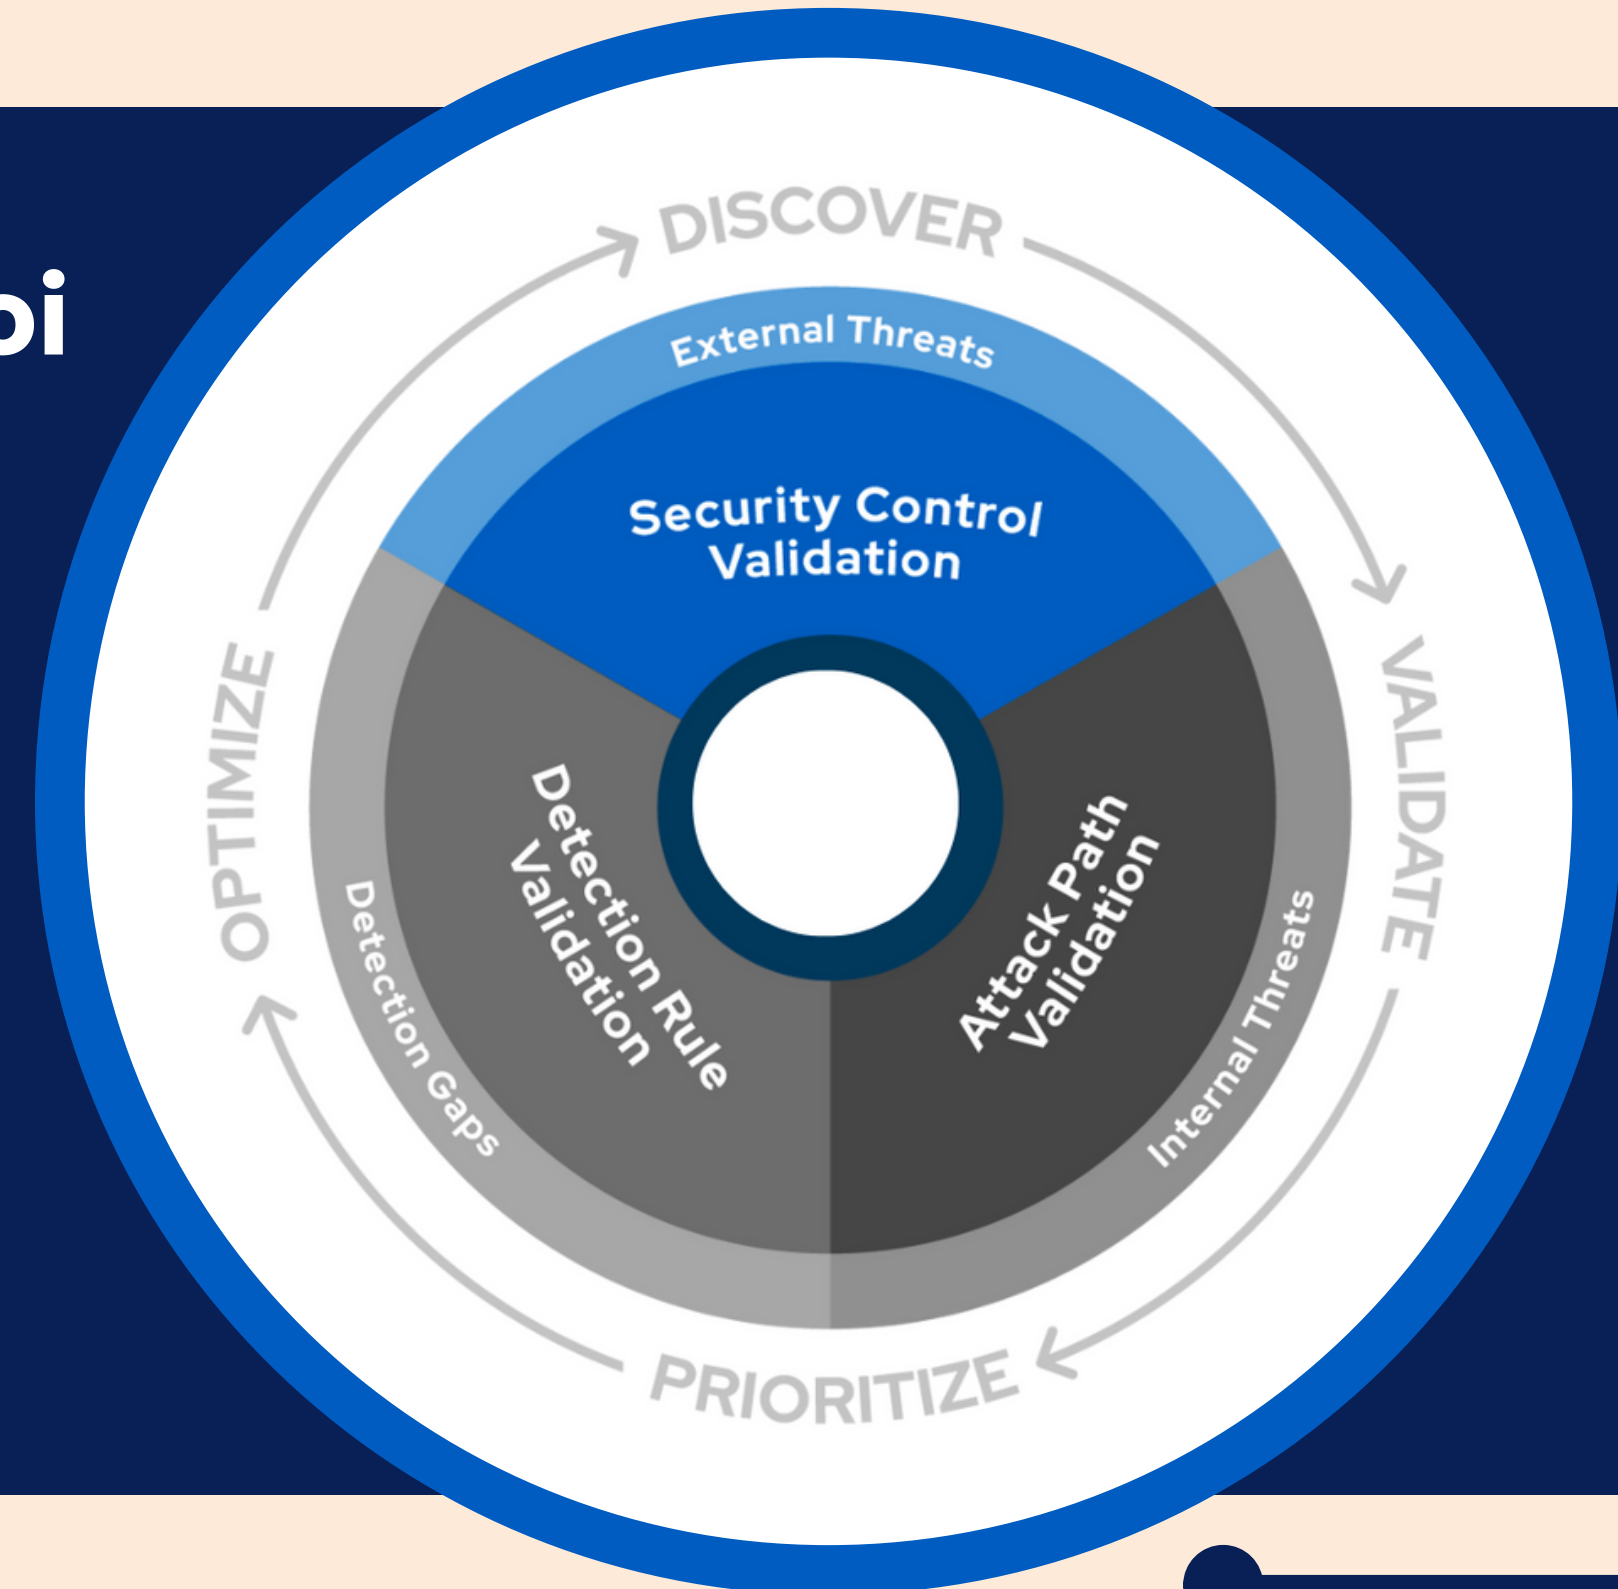 oi
DISCOVER
External Threats
Security Control
Validation
VALIDATE
Attack Path
Validation
Internal Threats
PRIORITIZE
Detection Rule
Validation
Detection Gaps
OPTIMIZE